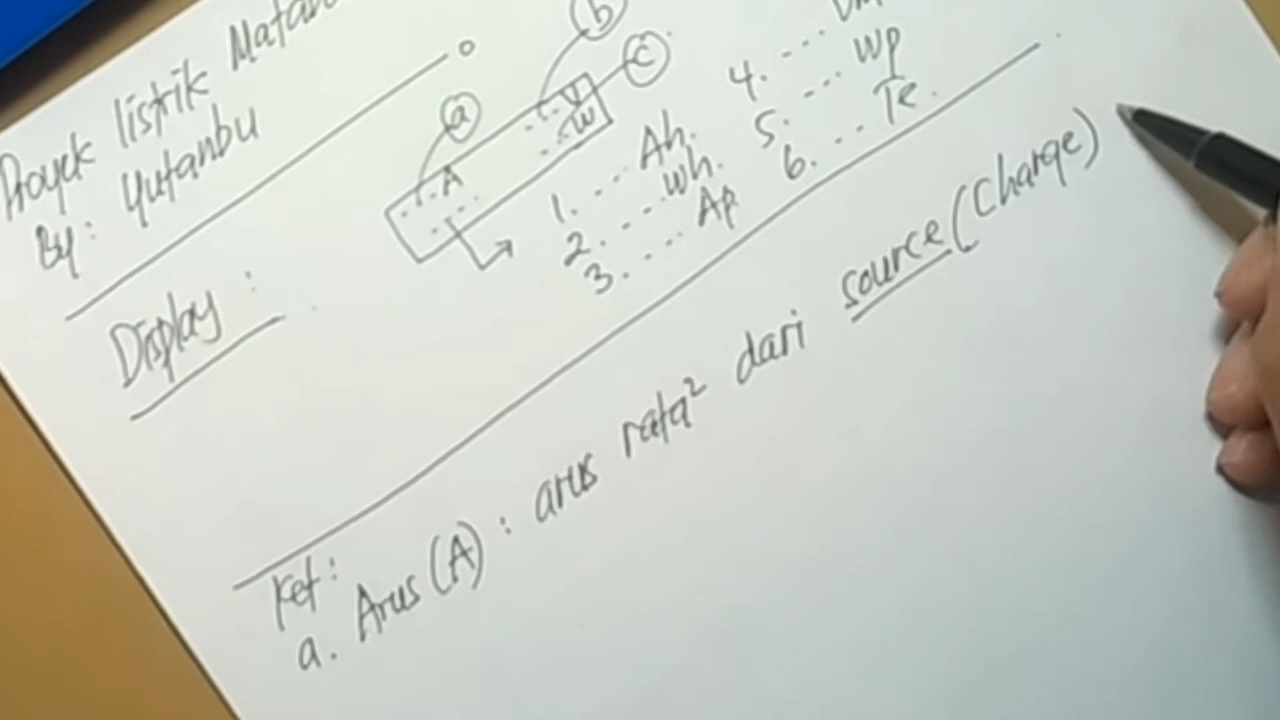 Proyek listrik
By: Yutanbu
Display:
a
b
c
A
V
W
1. ... Ah.
2. ... Wh.
3. ... Ap
4. ...
5. ... Wp
6. ... Te.
Ket:
a. Arus (A): arus rata² dari source (Charge)